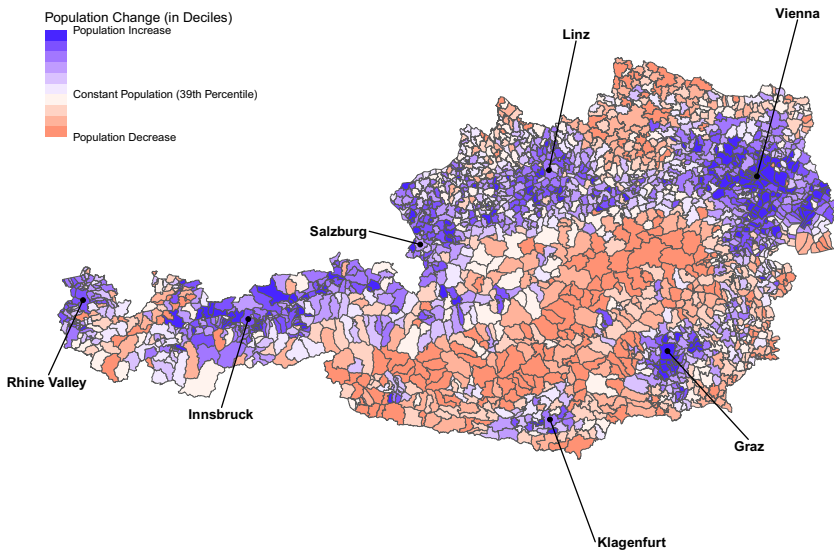 Population Change (in Deciles)
Population Increase
Constant Population (39th Percentile)
Population Decrease
Vienna
Linz
Salzburg
Rhine Valley
Innsbruck
Graz
Klagenfurt